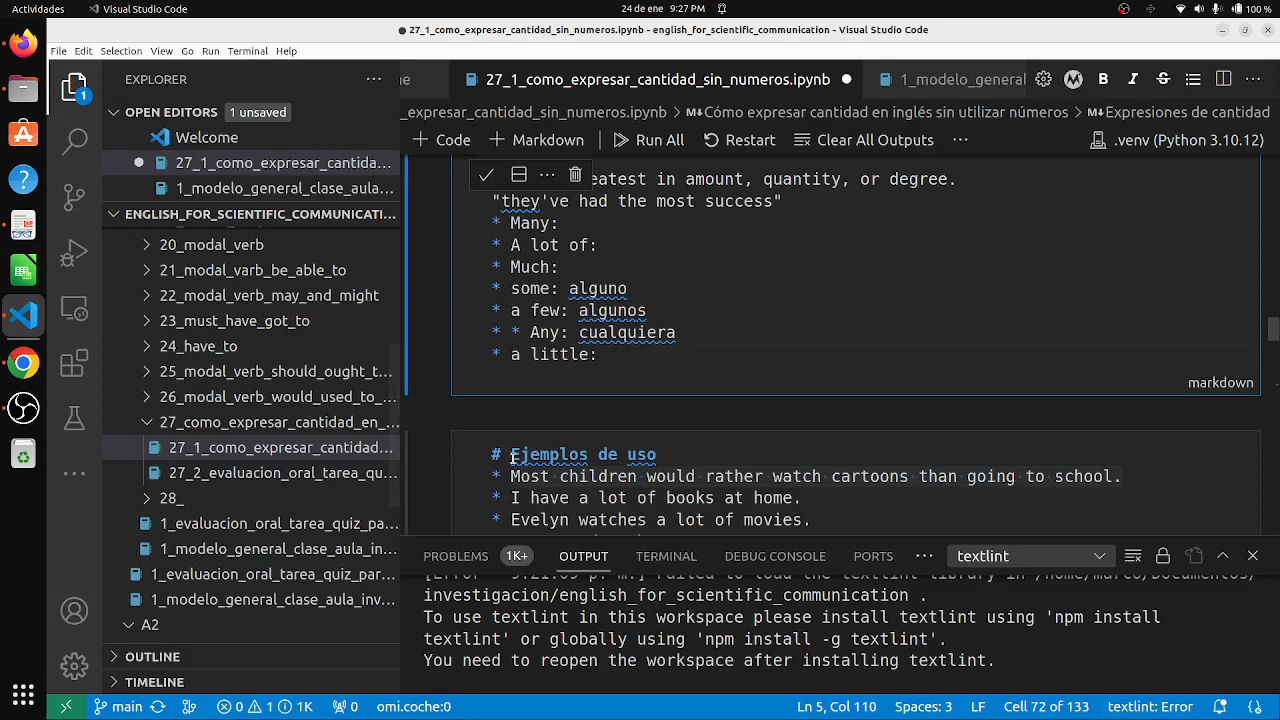 Actividades
Visual Studio Code
24 de ene 9:27 PM
100 %
27_1_como_expresar_cantidad_sin_numeros.ipynb - english_for_scientific_communication - Visual Studio Code
File Edit Selection View Go Run Terminal Help
EXPLORER
27_1_como_expresar_cantidad_sin_numeros.ipynb
1_modelo_general
OPEN EDITORS 1 unsaved
_expresar_cantidad_sin_numeros.ipynb > Cómo expresar cantidad en inglés sin utilizar números > Expresiones de cantidad
Welcome
+ Code + Markdown Run All Restart Clear All Outputs ... .venv (Python 3.10.12)
27_1_como_expresar_cantida...
1_modelo_general_clase_aula...
ENGLISH_FOR_SCIENTIFIC_COMMUNICATI...
20_modal_verb
21_modal_varb_be_able_to
22_modal_verb_may_and_might
23_must_have_got_to
24_have_to
25_modal_verb_should_ought_t...
26_modal_verb_would_used_to_...
27_como_expresar_cantidad_en_...
27_1_como_expresar_cantidad...
27_2_evaluacion_oral_tarea_qu...
28_
1_evaluacion_oral_tarea_quiz_pa...
1_modelo_general_clase_aula_in...
1_evaluacion_oral_tarea_quiz_par...
1_modelo_general_clase_aula_inv...
A2
OUTLINE
TIMELINE
eatest in amount, quantity, or degree.
"they've had the most success"
* Many:
* A lot of:
* Much:
* some: alguno
* a few: algunos
* * Any: cualquiera
* a little:
markdown
# Ejemplos de uso
* Most children would rather watch cartoons than going to school.
* I have a lot of books at home.
* Evelyn watches a lot of movies.
PROBLEMS 1K+ OUTPUT TERMINAL DEBUG CONSOLE PORTS ... textlint
investigacion/english_for_scientific_communication .
To use textlint in this workspace please install textlint using 'npm install
textlint' or globally using 'npm install -g textlint'.
You need to reopen the workspace after installing textlint.
main 0 1 1K 0 omi.coche:0 Ln 5, Col 110 Spaces: 3 LF Cell 72 of 133 textlint: Error